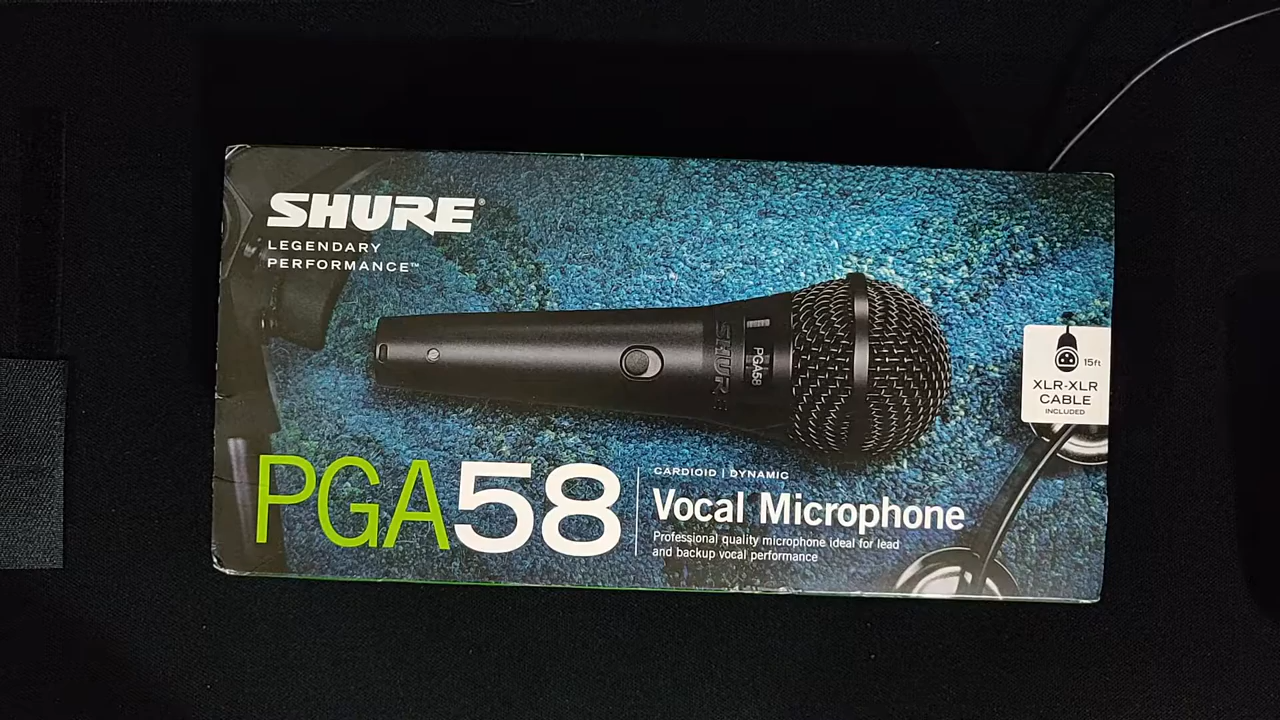 SHURE®
LEGENDARY
PERFORMANCE™
SHURE
PGA58
15ft
XLR-XLR
CABLE
INCLUDED
PGA58
CARDIOID | DYNAMIC
Vocal Microphone
Professional quality microphone ideal for lead
and backup vocal performance